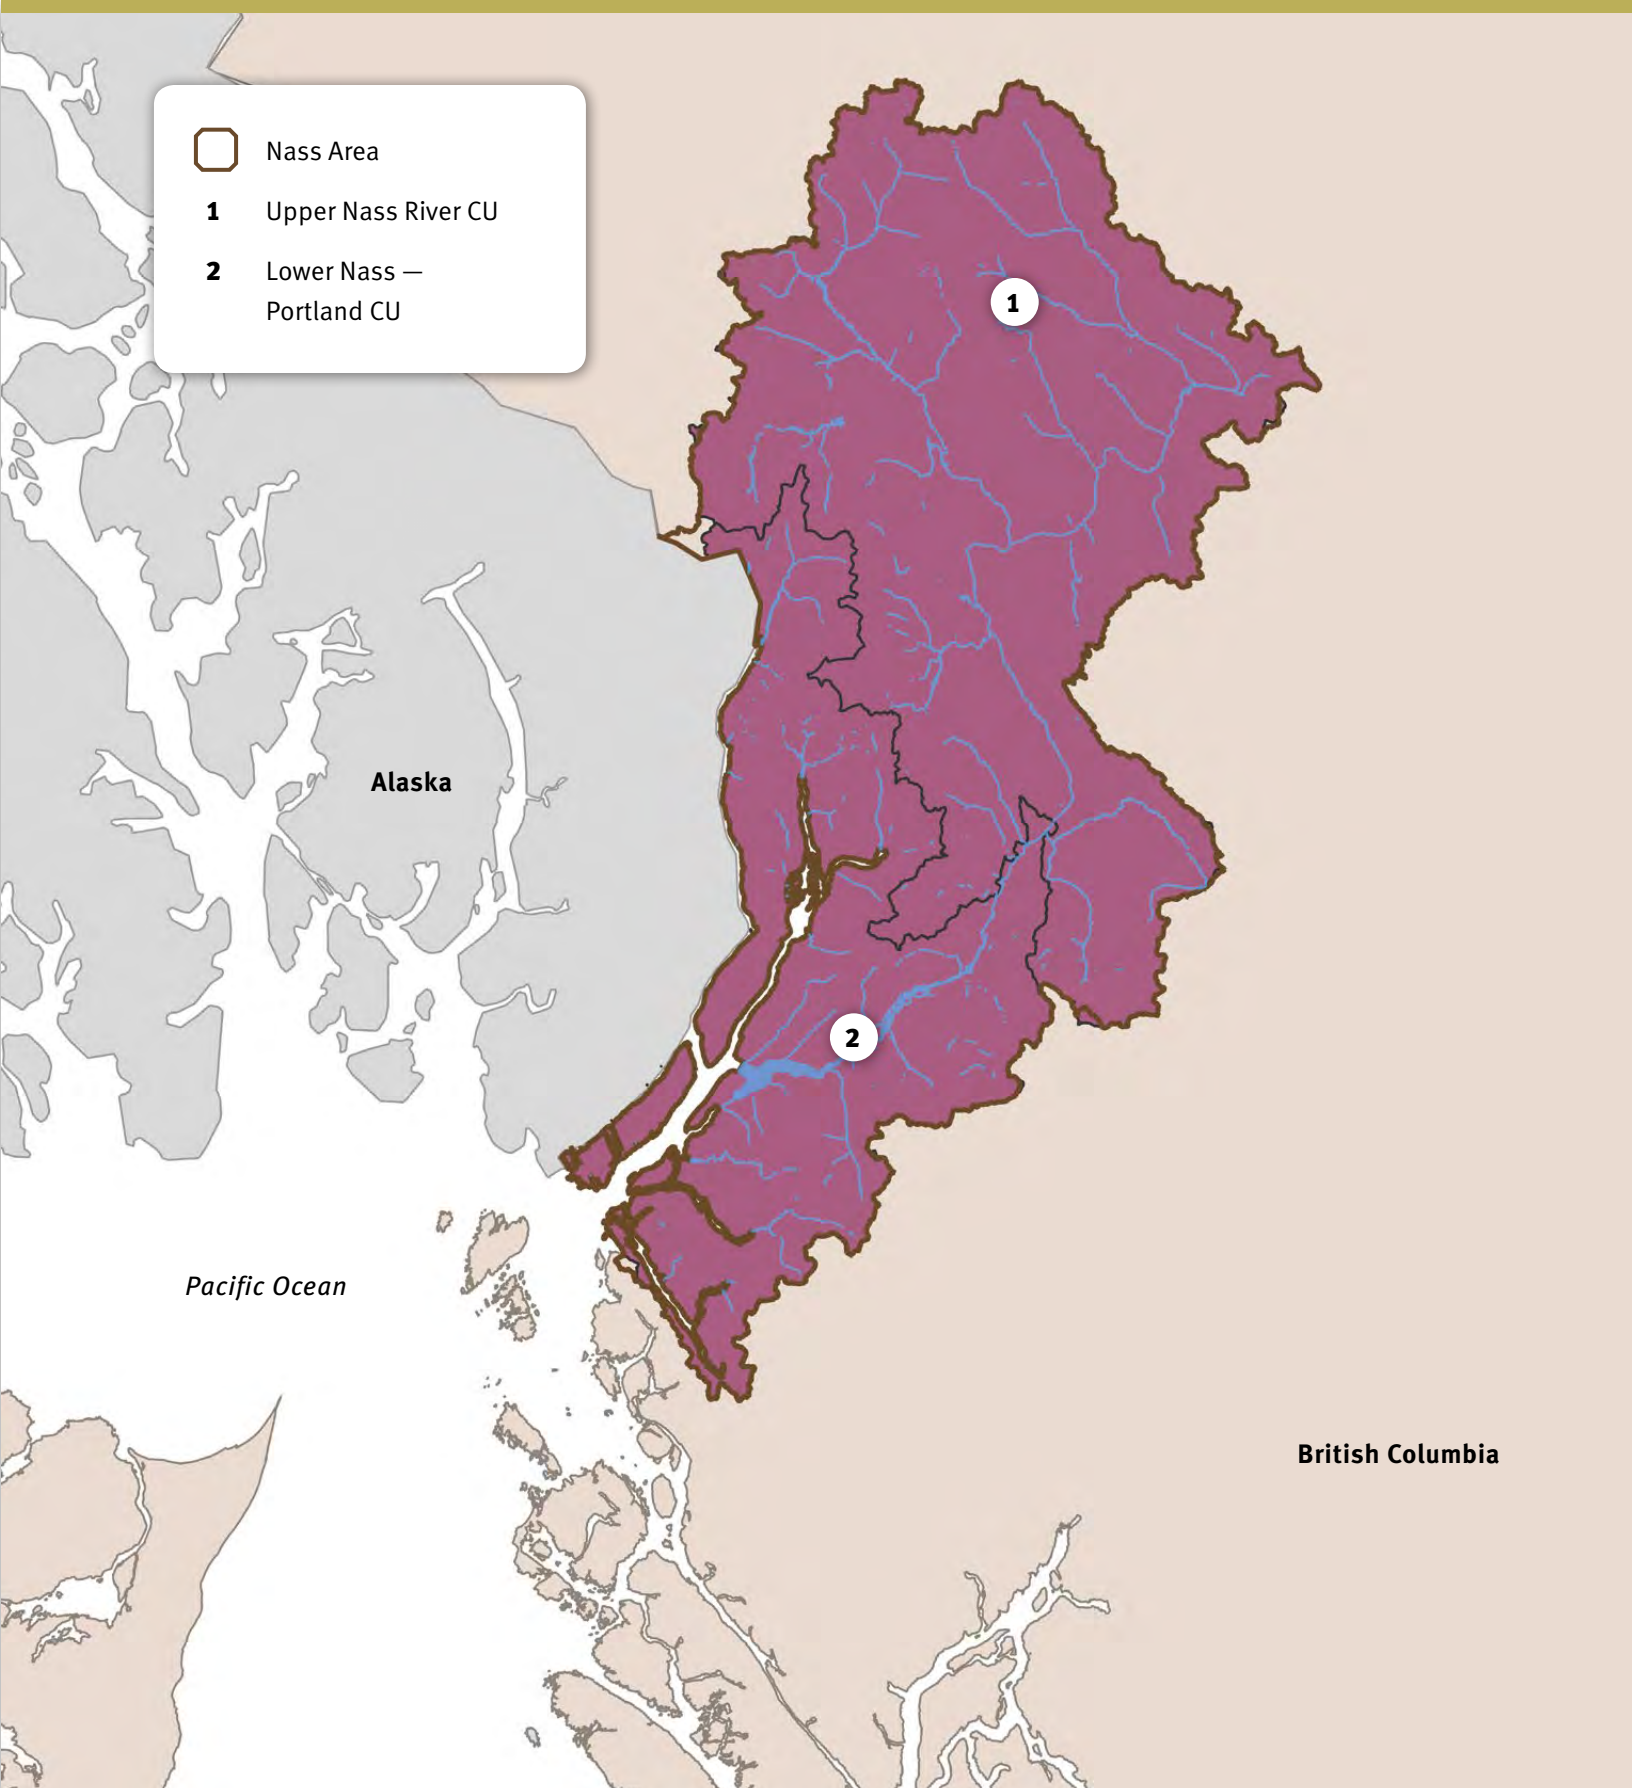 Nass Area
1 Upper Nass River CU
2 Lower Nass —
Portland CU
1
Alaska
2
Pacific Ocean
British Columbia